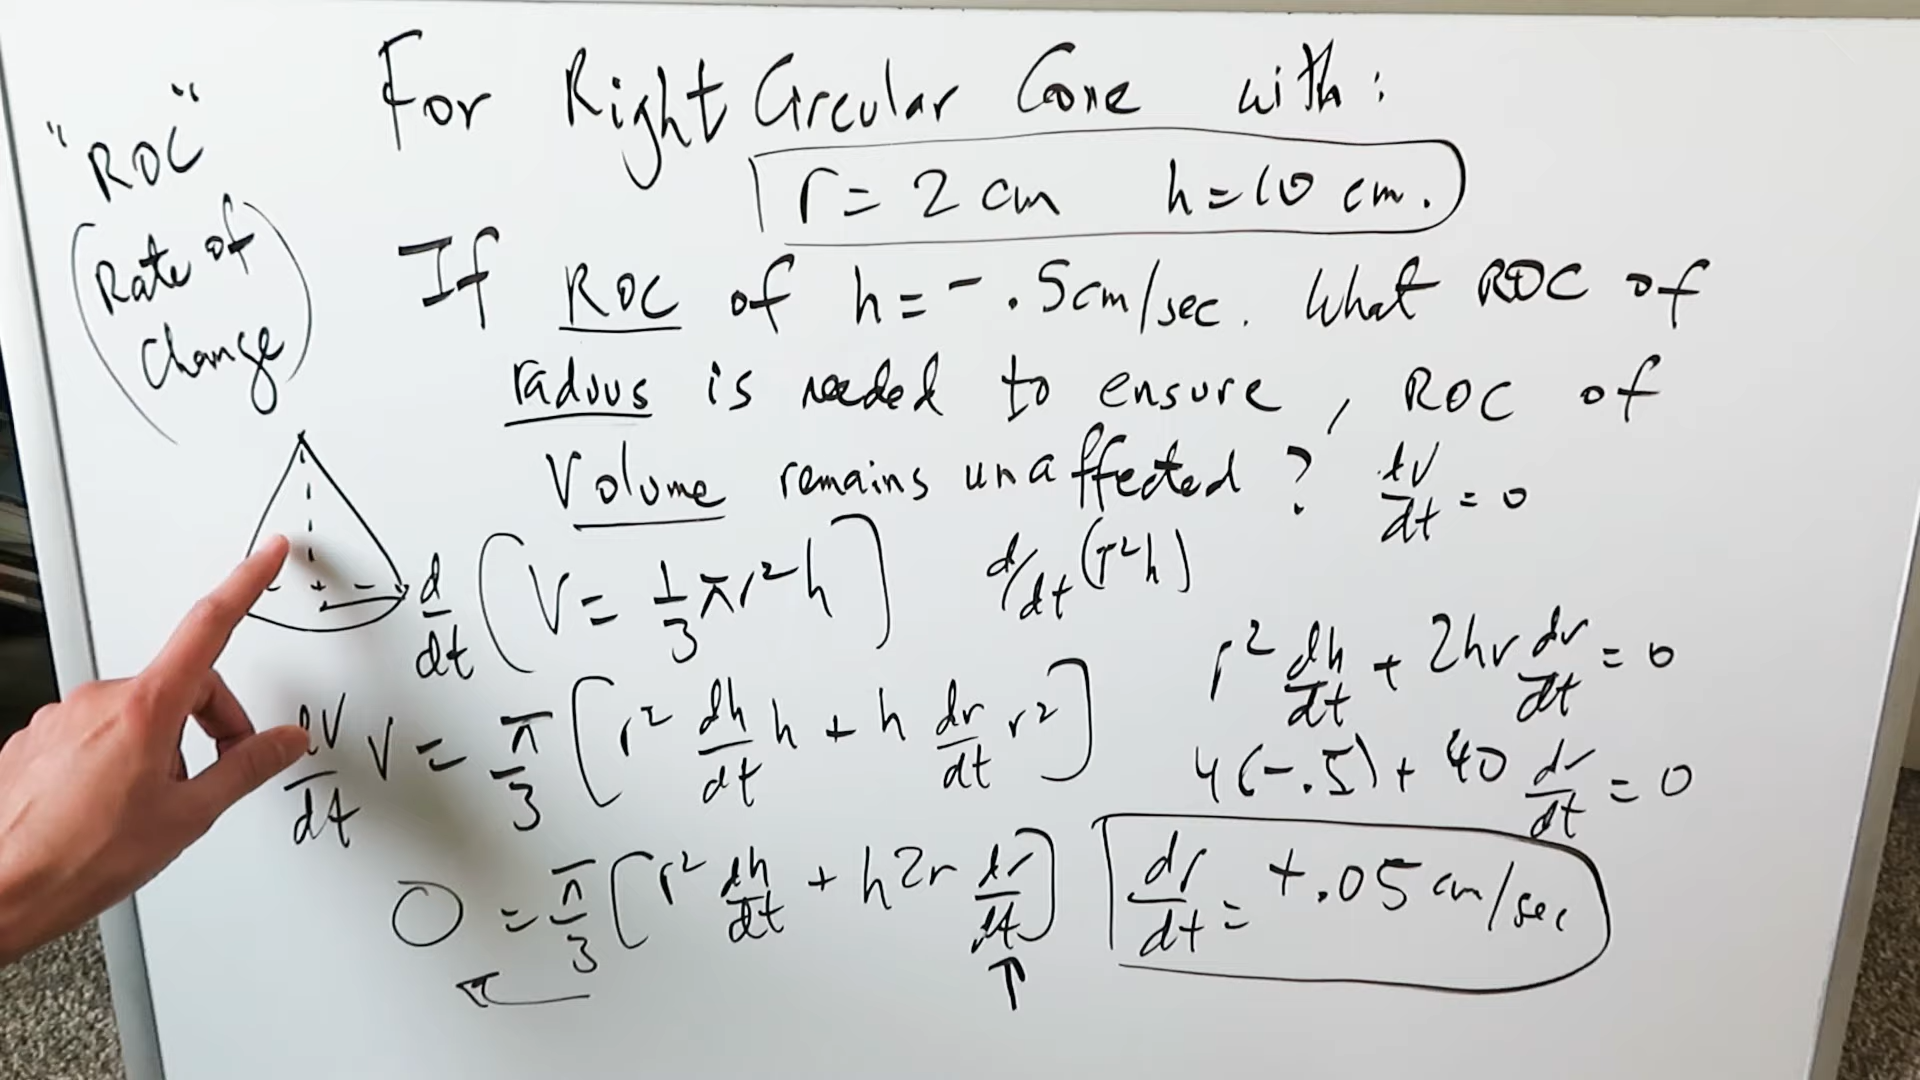 "ROC"
(Rate of
Change)
For Right Circular Cone with:
r = 2 cm h = 10 cm.
If ROC of h = -.5cm/sec. What ROC of
radius is needed to ensure, ROC of
Volume remains unaffected? dV/dt = 0
d/dt (V = 1/3 πr²h) d/dt (r²h)
dV/dt V = π/3 [r² dh/dt h + h dr/dt r²]
0 = π/3 [r² dh/dt + h2r dr/dt]
r² dh/dt + 2hr dr/dt = 0
4(-.5) + 40 dr/dt = 0
dr/dt = +.05 cm/sec